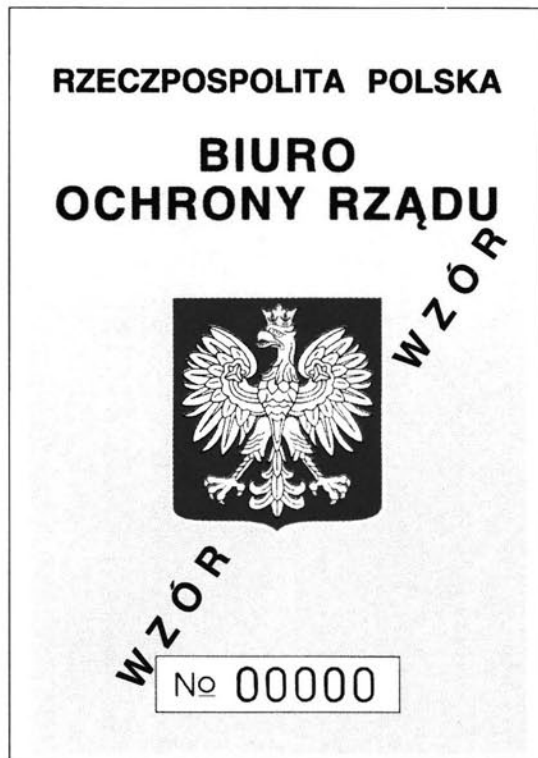 RZECZPOSPOLITA POLSKA
BIURO
OCHRONY RZĄDU
WZÓR
WZÓR
No 00000